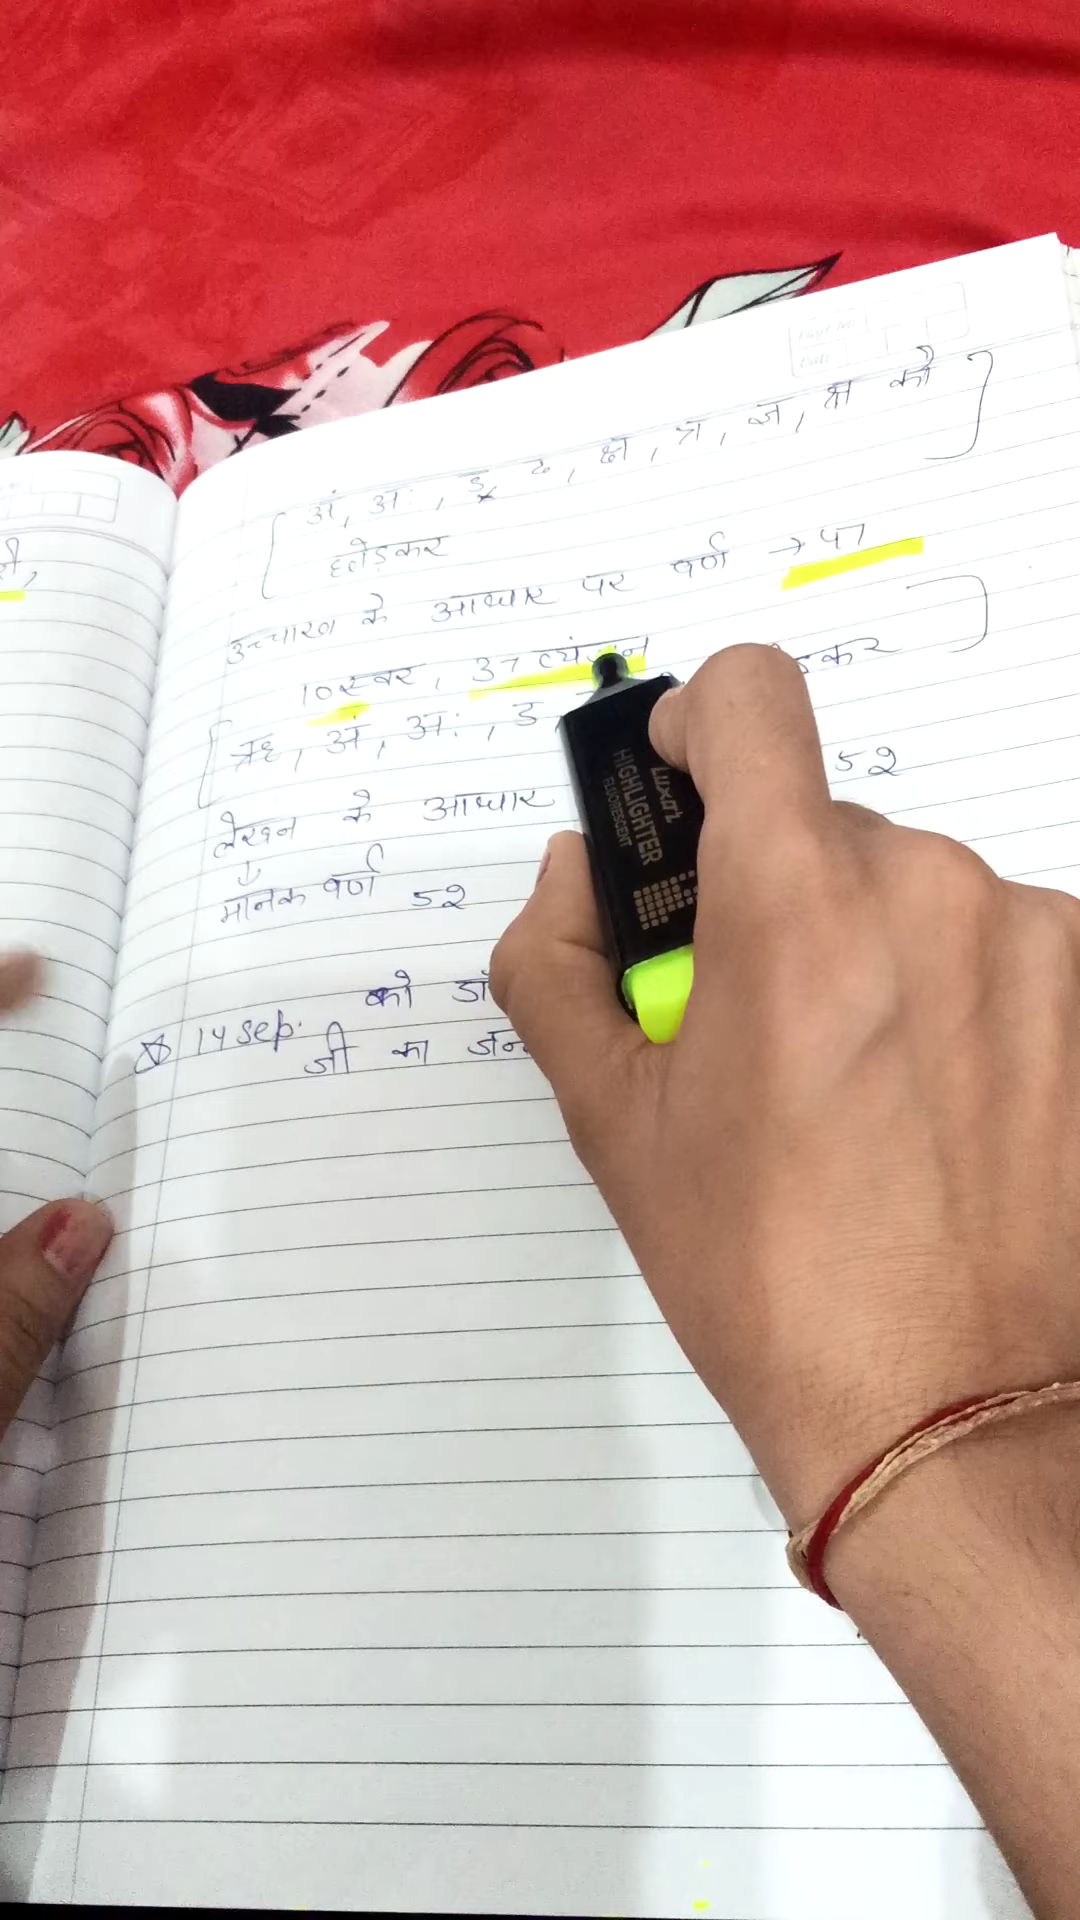 अं, अः, ड़, ढ़, क्ष, त्र, ज्ञ, श्र को
छोड़कर
उच्चारण के आधार पर वर्ण → 47
10 स्वर, 37 व्यंजन
ऋ, अं, अः, ड
लेखन के आधार 52
मानक वर्ण 52
14 sep. को डॉ
जी का जन्
Luxor
HIGHLIGHTER
FLUORESCENT